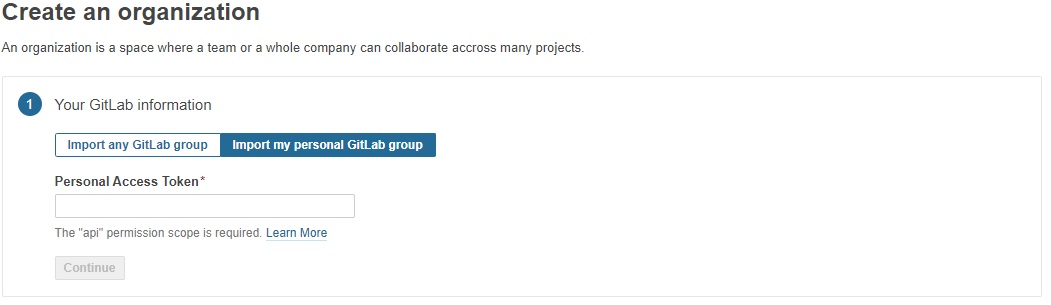 Create an organization
An organization is a space where a team or a whole company can collaborate accross many projects.
1 Your GitLab information
Import any GitLab group Import my personal GitLab group
Personal Access Token*
The "api" permission scope is required. Learn More
Continue